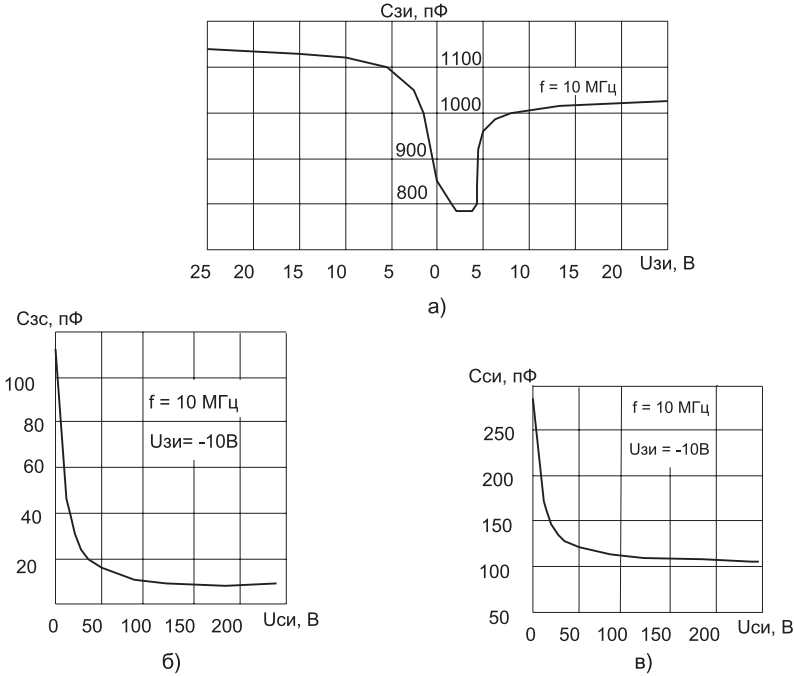 Сзи, пФ
1100
f = 10 МГц
1000
900
800
25 20 15 10 5 0 5 10 15 20 Uзи, В
а)
Сзс, пФ
100
80
60
40
20
f = 10 МГц
Uзи= -10В
0 50 100 150 200 Uси, В
б)
Сси, пФ
250
200
150
100
50
f = 10 МГц
Uзи = -10В
0 50 100 150 200 Uси, В
в)